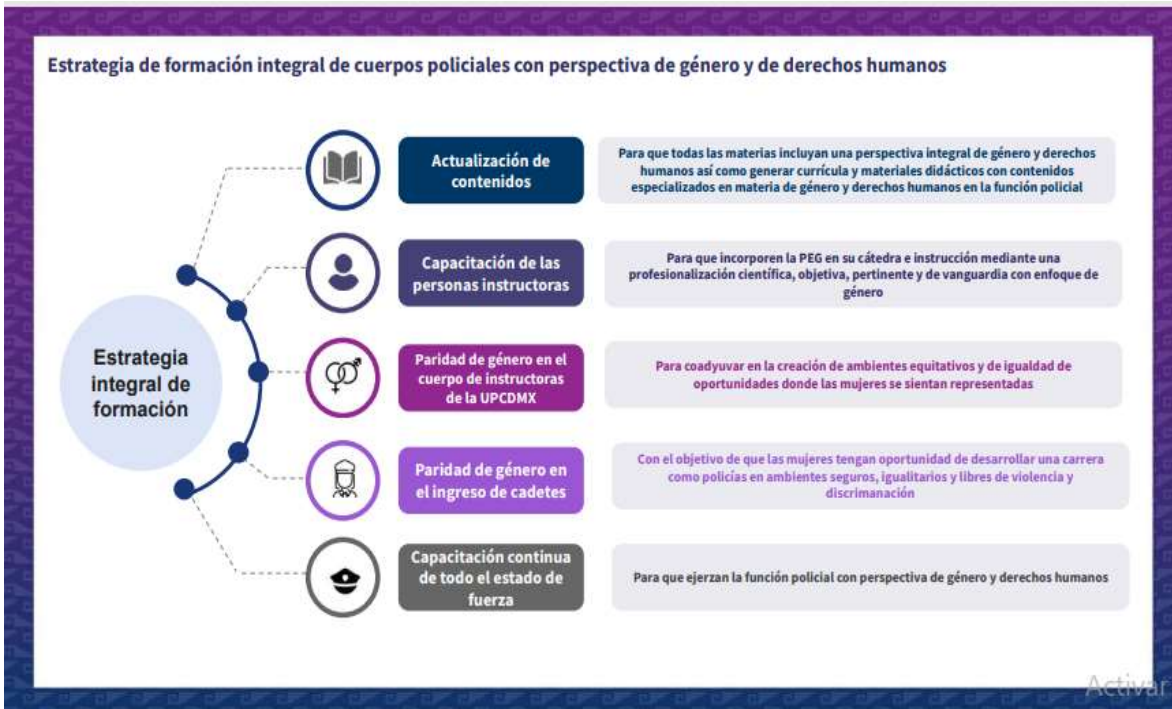 Estrategia de formación integral de cuerpos policiales con perspectiva de género y de derechos humanos
Estrategia
integral de
formación
Actualización de
contenidos
Para que todas las materias incluyan una perspectiva integral de género y derechos
humanos así como generar currícula y materiales didácticos con contenidos
especializados en materia de género y derechos humanos en la función policial
Capacitación de las
personas instructoras
Para que incorporen la PEG en su cátedra e instrucción mediante una
profesionalización científica, objetiva, pertinente y de vanguardia con enfoque de
género
Paridad de género en el
cuerpo de instructoras
de la UPCDMX
Para coadyuvar en la creación de ambientes equitativos y de igualdad de
oportunidades donde las mujeres se sientan representadas
Paridad de género en
el ingreso de cadetes
Con el objetivo de que las mujeres tengan oportunidad de desarrollar una carrera
como policías en ambientes seguros, igualitarios y libres de violencia y
discrimanación
Capacitación continua
de todo el estado de
fuerza
Para que ejerzan la función policial con perspectiva de género y derechos humanos
Activar